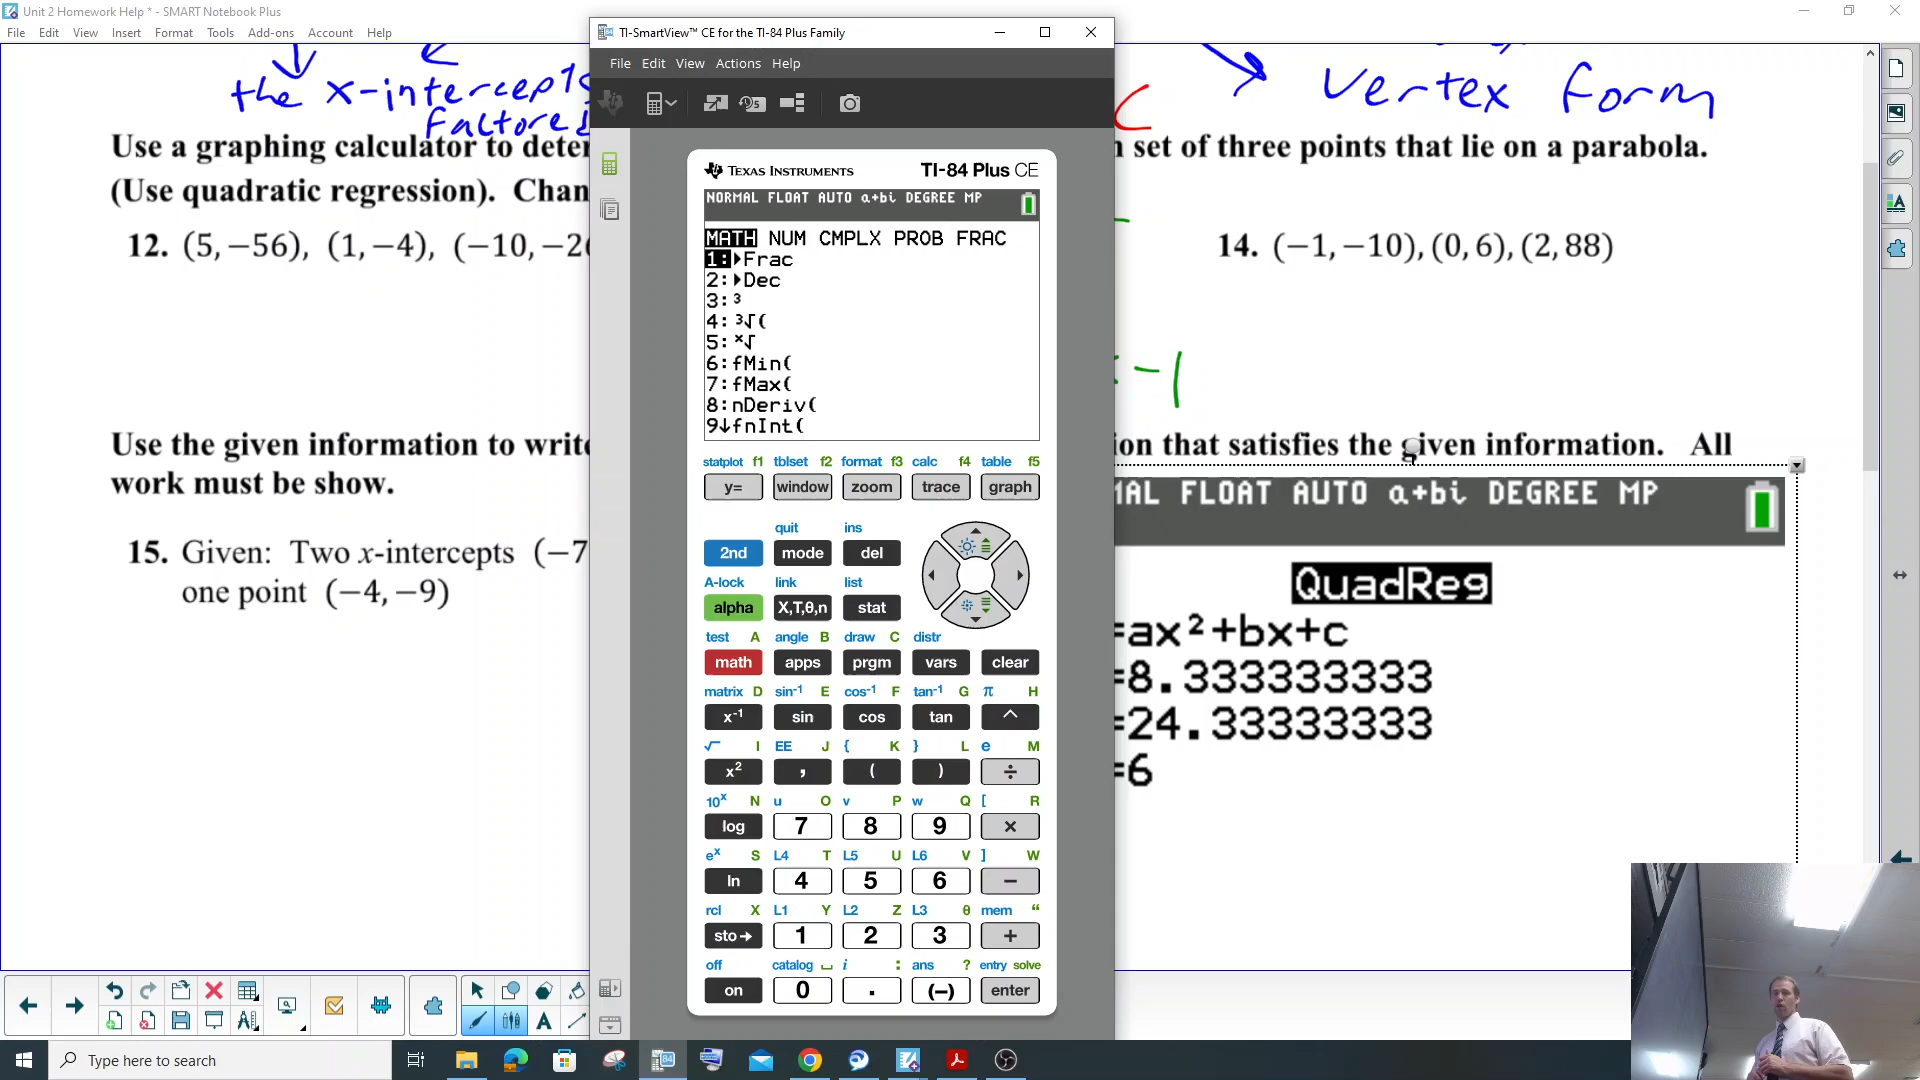 Unit 2 Homework Help * - SMART Notebook Plus
File Edit View Insert Format Tools Add-ons Account Help
the x-intercepts
Factored
C
Vertex Form
Use a graphing calculator to deter
n set of three points that lie on a parabola.
(Use quadratic regression). Chan
12. (5, −56), (1, −4), (−10, −26
14. (−1, −10), (0, 6), (2, 88)
−1
Use the given information to write
ion that satisfies the given information. All
work must be show.
15. Given: Two x-intercepts (−7
one point (−4, −9)
TI-SmartView™ CE for the TI-84 Plus Family
File Edit View Actions Help
TEXAS INSTRUMENTS TI-84 Plus CE
NORMAL FLOAT AUTO a+bi DEGREE MP
MATH NUM CMPLX PROB FRAC
1:▸Frac
2:▸Dec
3:³
4:³√(
5:ˣ√
6:fMin(
7:fMax(
8:nDeriv(
9↓fnInt(
statplot f1 tblset f2 format f3 calc f4 table f5
y= window zoom trace graph
quit ins
2nd mode del
A-lock link list
alpha X,T,θ,n stat
test A angle B draw C distr
math apps prgm vars clear
matrix D sin⁻¹ E cos⁻¹ F tan⁻¹ G π H
x⁻¹ sin cos tan ^
√ I EE J { K } L e M
x² , ( ) ÷
10ˣ N u O v P w Q [ R
log 7 8 9 ×
eˣ S L4 T L5 U L6 V ] W
ln 4 5 6 −
rcl X L1 Y L2 Z L3 θ mem “
sto→ 1 2 3 +
off catalog ⎵ i : ans ? entry solve
on 0 . (−) enter
MAL FLOAT AUTO a+bi DEGREE MP
QuadReg
=ax²+bx+c
=8.333333333
=24.33333333
=6
Type here to search